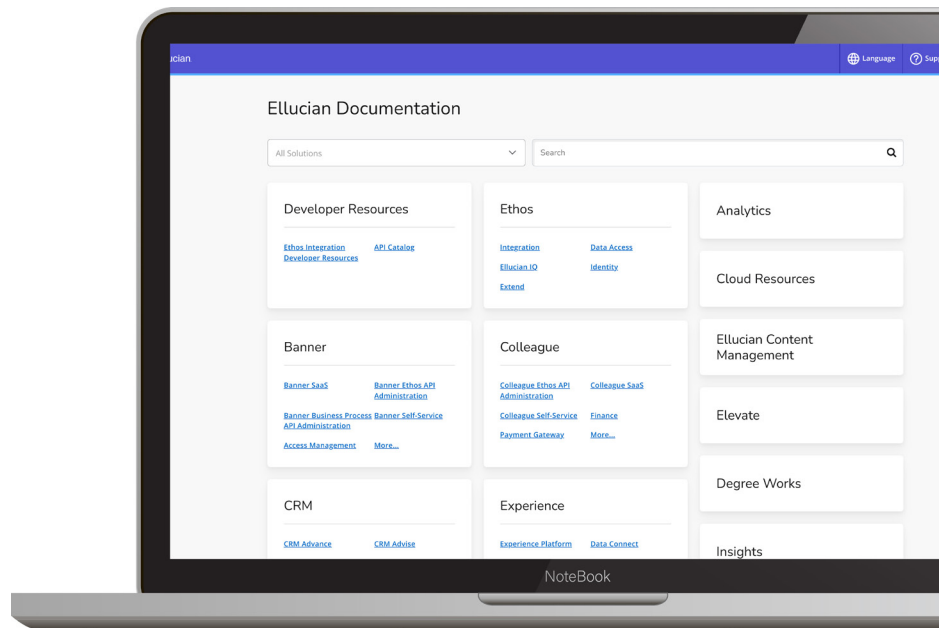 Language
Ellucian Documentation
All Solutions
Search
Developer Resources
Ethos Integration
Developer Resources
API Catalog
Ethos
Integration
Data Access
Ellucian IQ
Identity
Extend
Analytics
Cloud Resources
Ellucian Content
Management
Banner
Banner SaaS
Banner Ethos API
Administration
Banner Business Process
API Administration
Banner Self-Service
Access Management
More...
Colleague
Colleague Ethos API
Administration
Colleague SaaS
Colleague Self-Service
Finance
Payment Gateway
More...
Elevate
Degree Works
CRM
CRM Advance
CRM Advise
Experience
Experience Platform
Data Connect
Insights
NoteBook